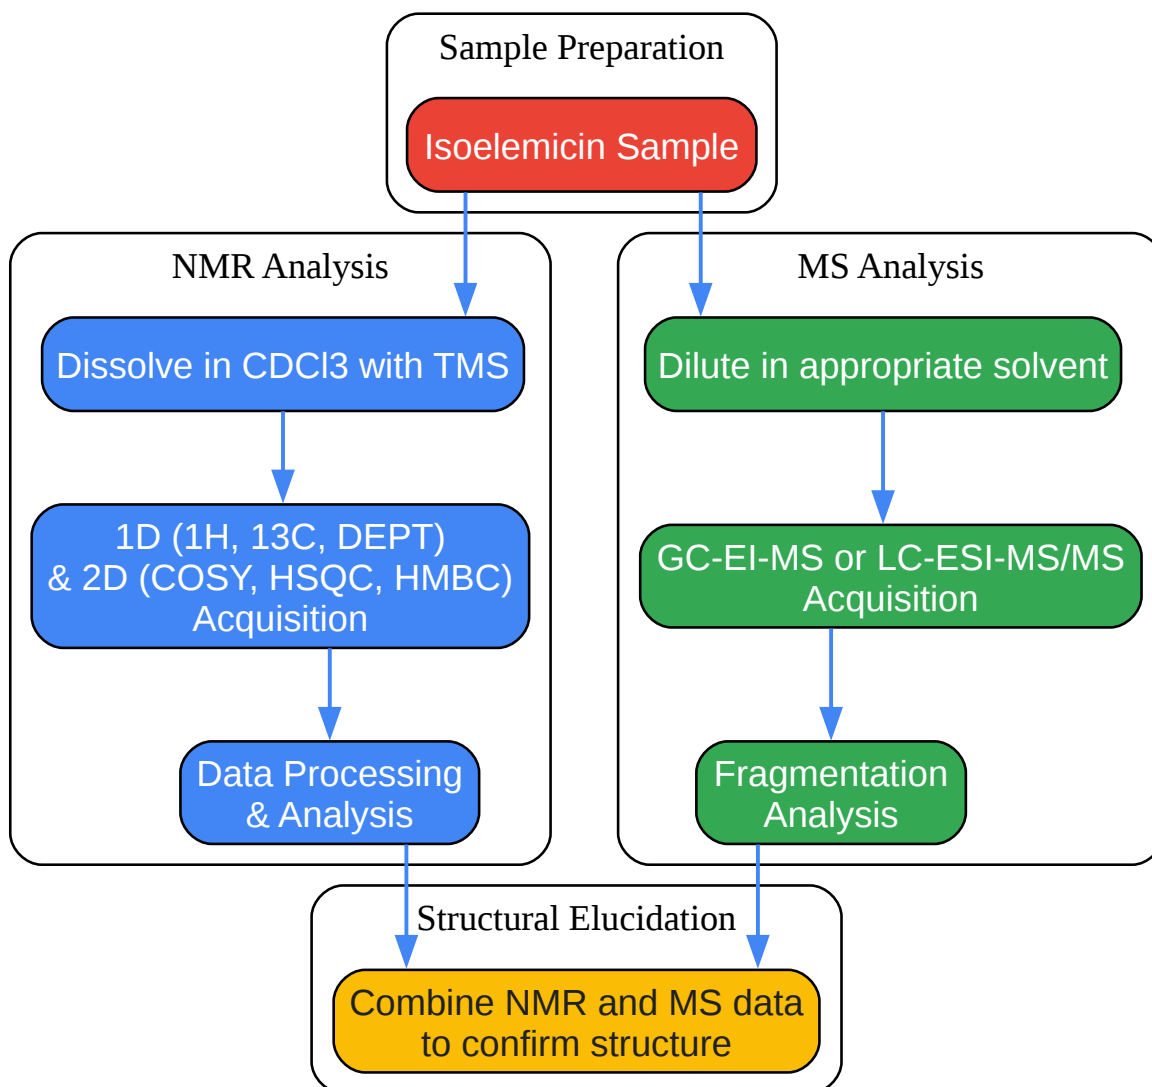 Sample Preparation
Isoelemicin Sample
NMR Analysis
Dissolve in CDCl3 with TMS
1D (1H, 13C, DEPT)
& 2D (COSY, HSQC, HMBC)
Acquisition
Data Processing
& Analysis
MS Analysis
Dilute in appropriate solvent
GC-EI-MS or LC-ESI-MS/MS
Acquisition
Fragmentation
Analysis
Structural Elucidation
Combine NMR and MS data
to confirm structure